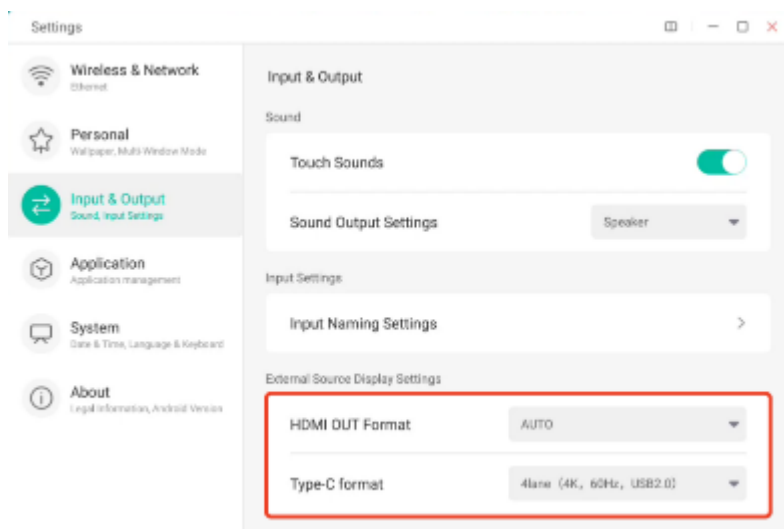 Settings
Wireless & Network
Ethernet
Personal
Wallpaper, Multi-Window Mode
Input & Output
Sound, Input Settings
Application
Application management
System
Date & Time, Language & Keyboard
About
Legal Information, Android Version
Input & Output
Sound
Touch Sounds
Sound Output Settings
Speaker
Input Settings
Input Naming Settings
External Source Display Settings
HDMI OUT Format
AUTO
Type-C format
4lane (4K, 60Hz, USB2.0)